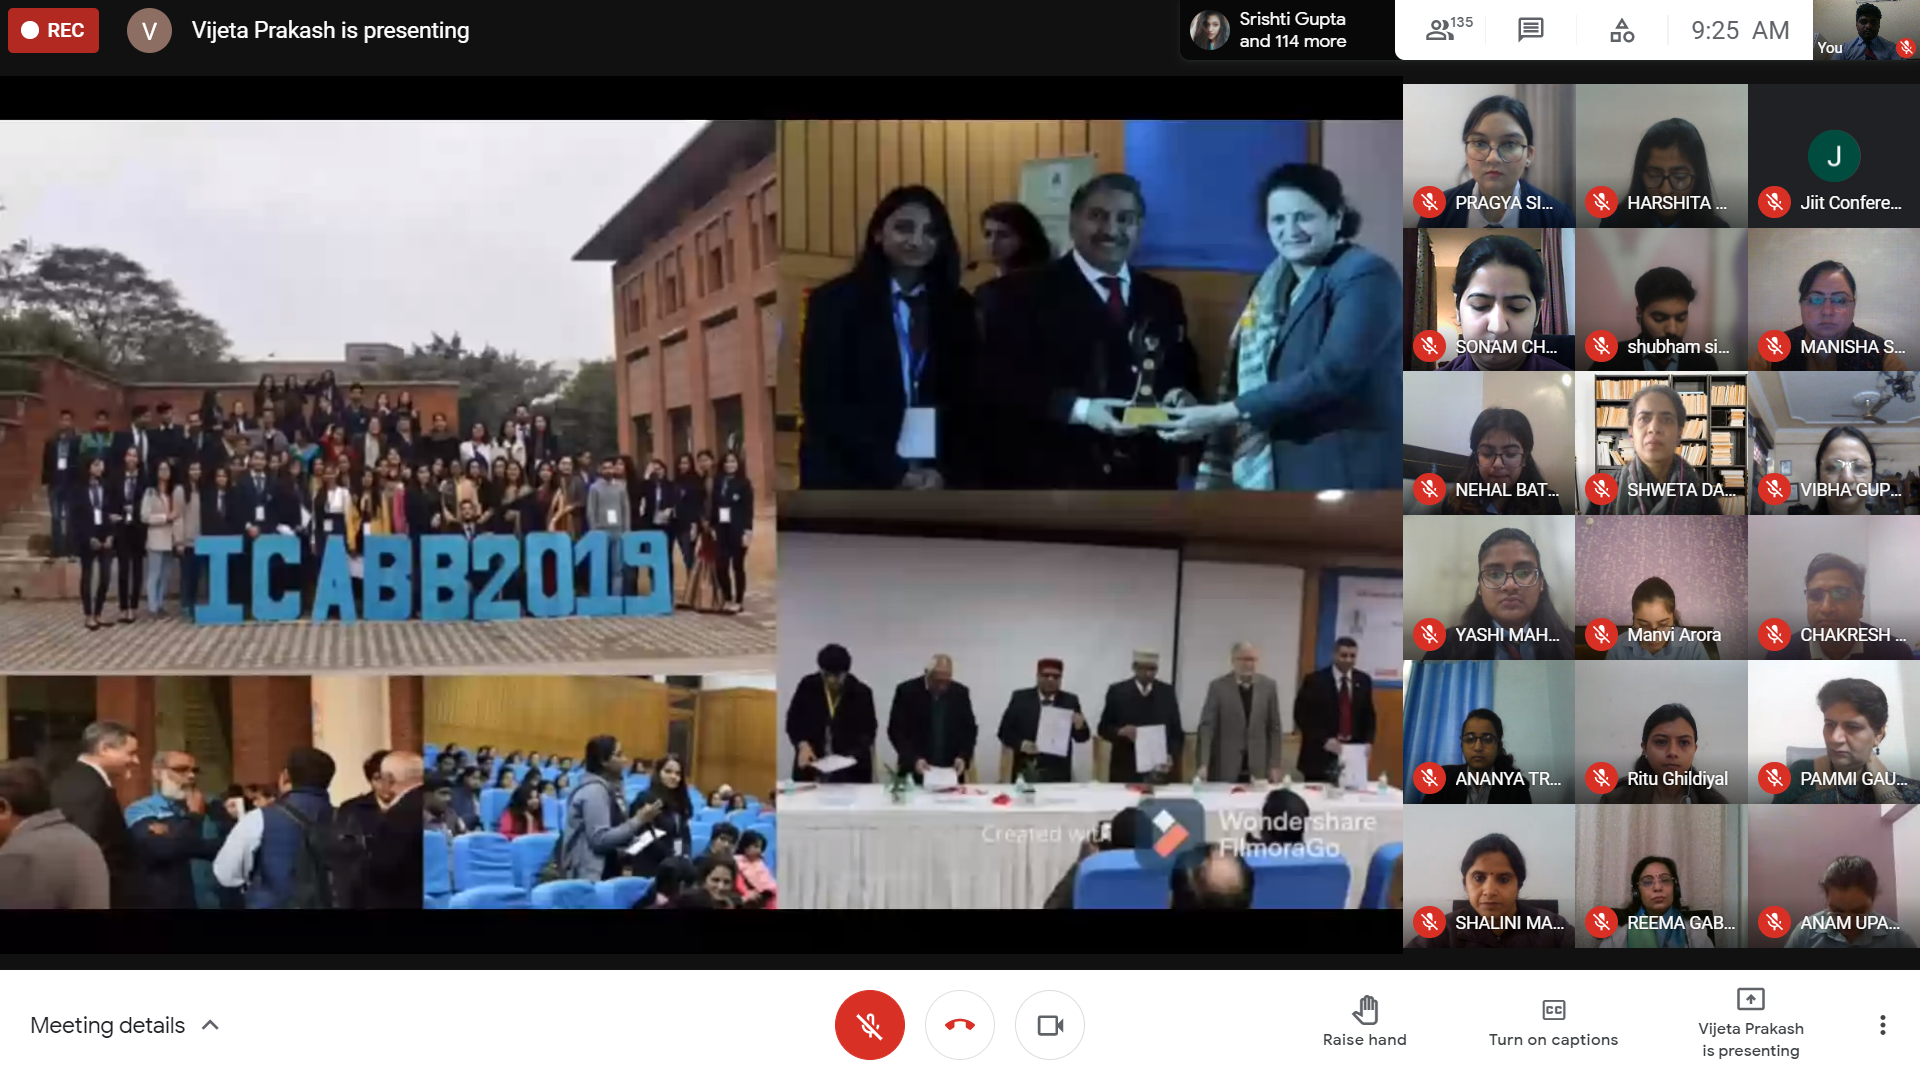 REC
V
Vijeta Prakash is presenting
Srishti Gupta
and 114 more
135
9:25 AM
You
PRAGYA SI...
HARSHITA ...
J
Jiit Confere...
SONAM CH...
shubham si...
MANISHA S...
NEHAL BAT...
SHWETA DA...
VIBHA GUP...
YASHI MAH...
Manvi Arora
CHAKRESH ...
ANANYA TR...
Ritu Ghildiyal
PAMMI GAU...
SHALINI MA...
REEMA GAB...
ANAM UPA...
ICABB2019
Created with
Wondershare
FilmoraGo
Meeting details
Raise hand
CC
Turn on captions
Vijeta Prakash
is presenting